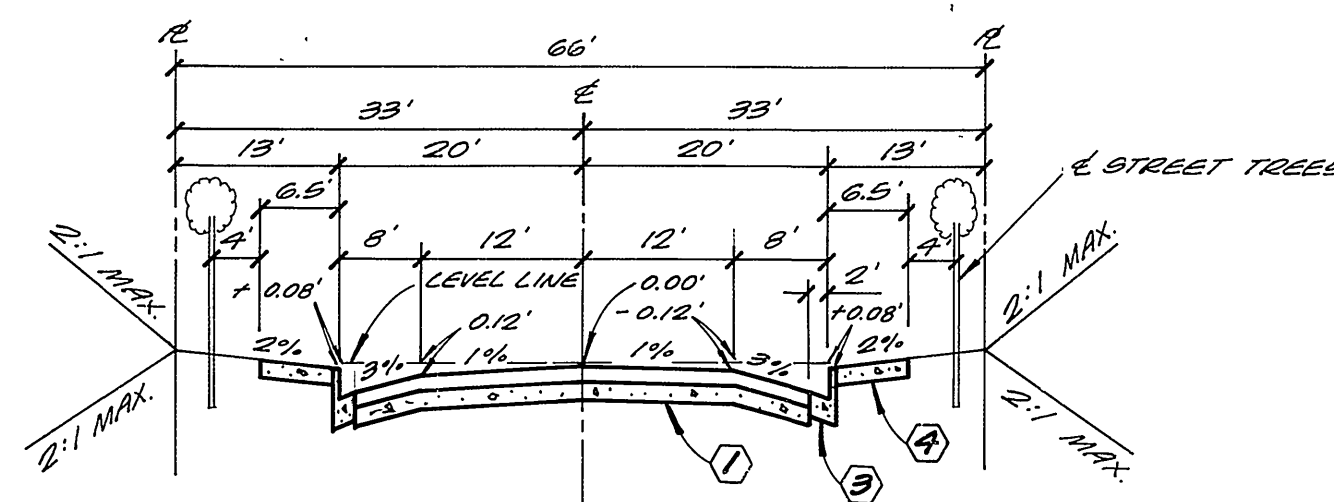 ℄ ℄
66'
℄
33' 33'
13' 20' 20' 13'
℄ STREET TREES
6.5' 6.5'
4' 8' 12' 12' 8' 4'
2:1 MAX. 2:1 MAX.
LEVEL LINE 0.00' 2'
+ 0.08' 0.12' - 0.12' +0.08'
2% 3% 1% 1% 3% 2%
2:1 MAX. 2:1 MAX.
4
1 3